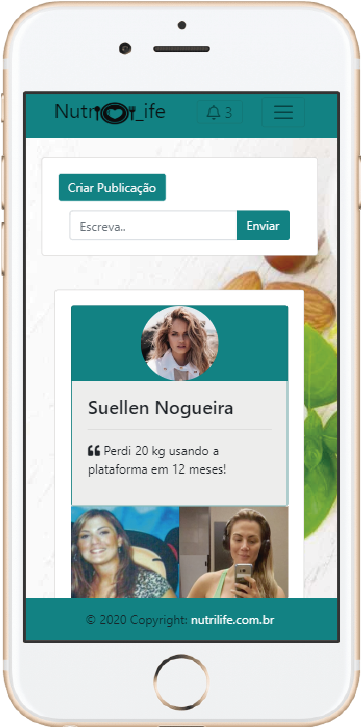 Nutri_life
3
Criar Publicação
Escreva..
Enviar
Suellen Nogueira
❝ Perdi 20 kg usando a
plataforma em 12 meses!
© 2020 Copyright: nutrilife.com.br